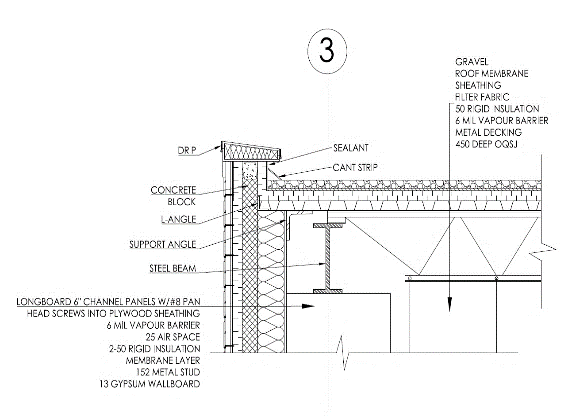 3
GRAVEL
ROOF MEMBRANE
SHEATHING
FILTER FABRIC
50 RIGID INSULATION
6 MIL VAPOUR BARRIER
METAL DECKING
450 DEEP OQSJ
DRIP
SEALANT
CANT STRIP
CONCRETE
BLOCK
L-ANGLE
SUPPORT ANGLE
STEEL BEAM
LONGBOARD 6" CHANNEL PANELS W/#8 PAN
HEAD SCREWS INTO PLYWOOD SHEATHING
6 MIL VAPOUR BARRIER
25 AIR SPACE
2-50 RIGID INSULATION
MEMBRANE LAYER
152 METAL STUD
13 GYPSUM WALLBOARD